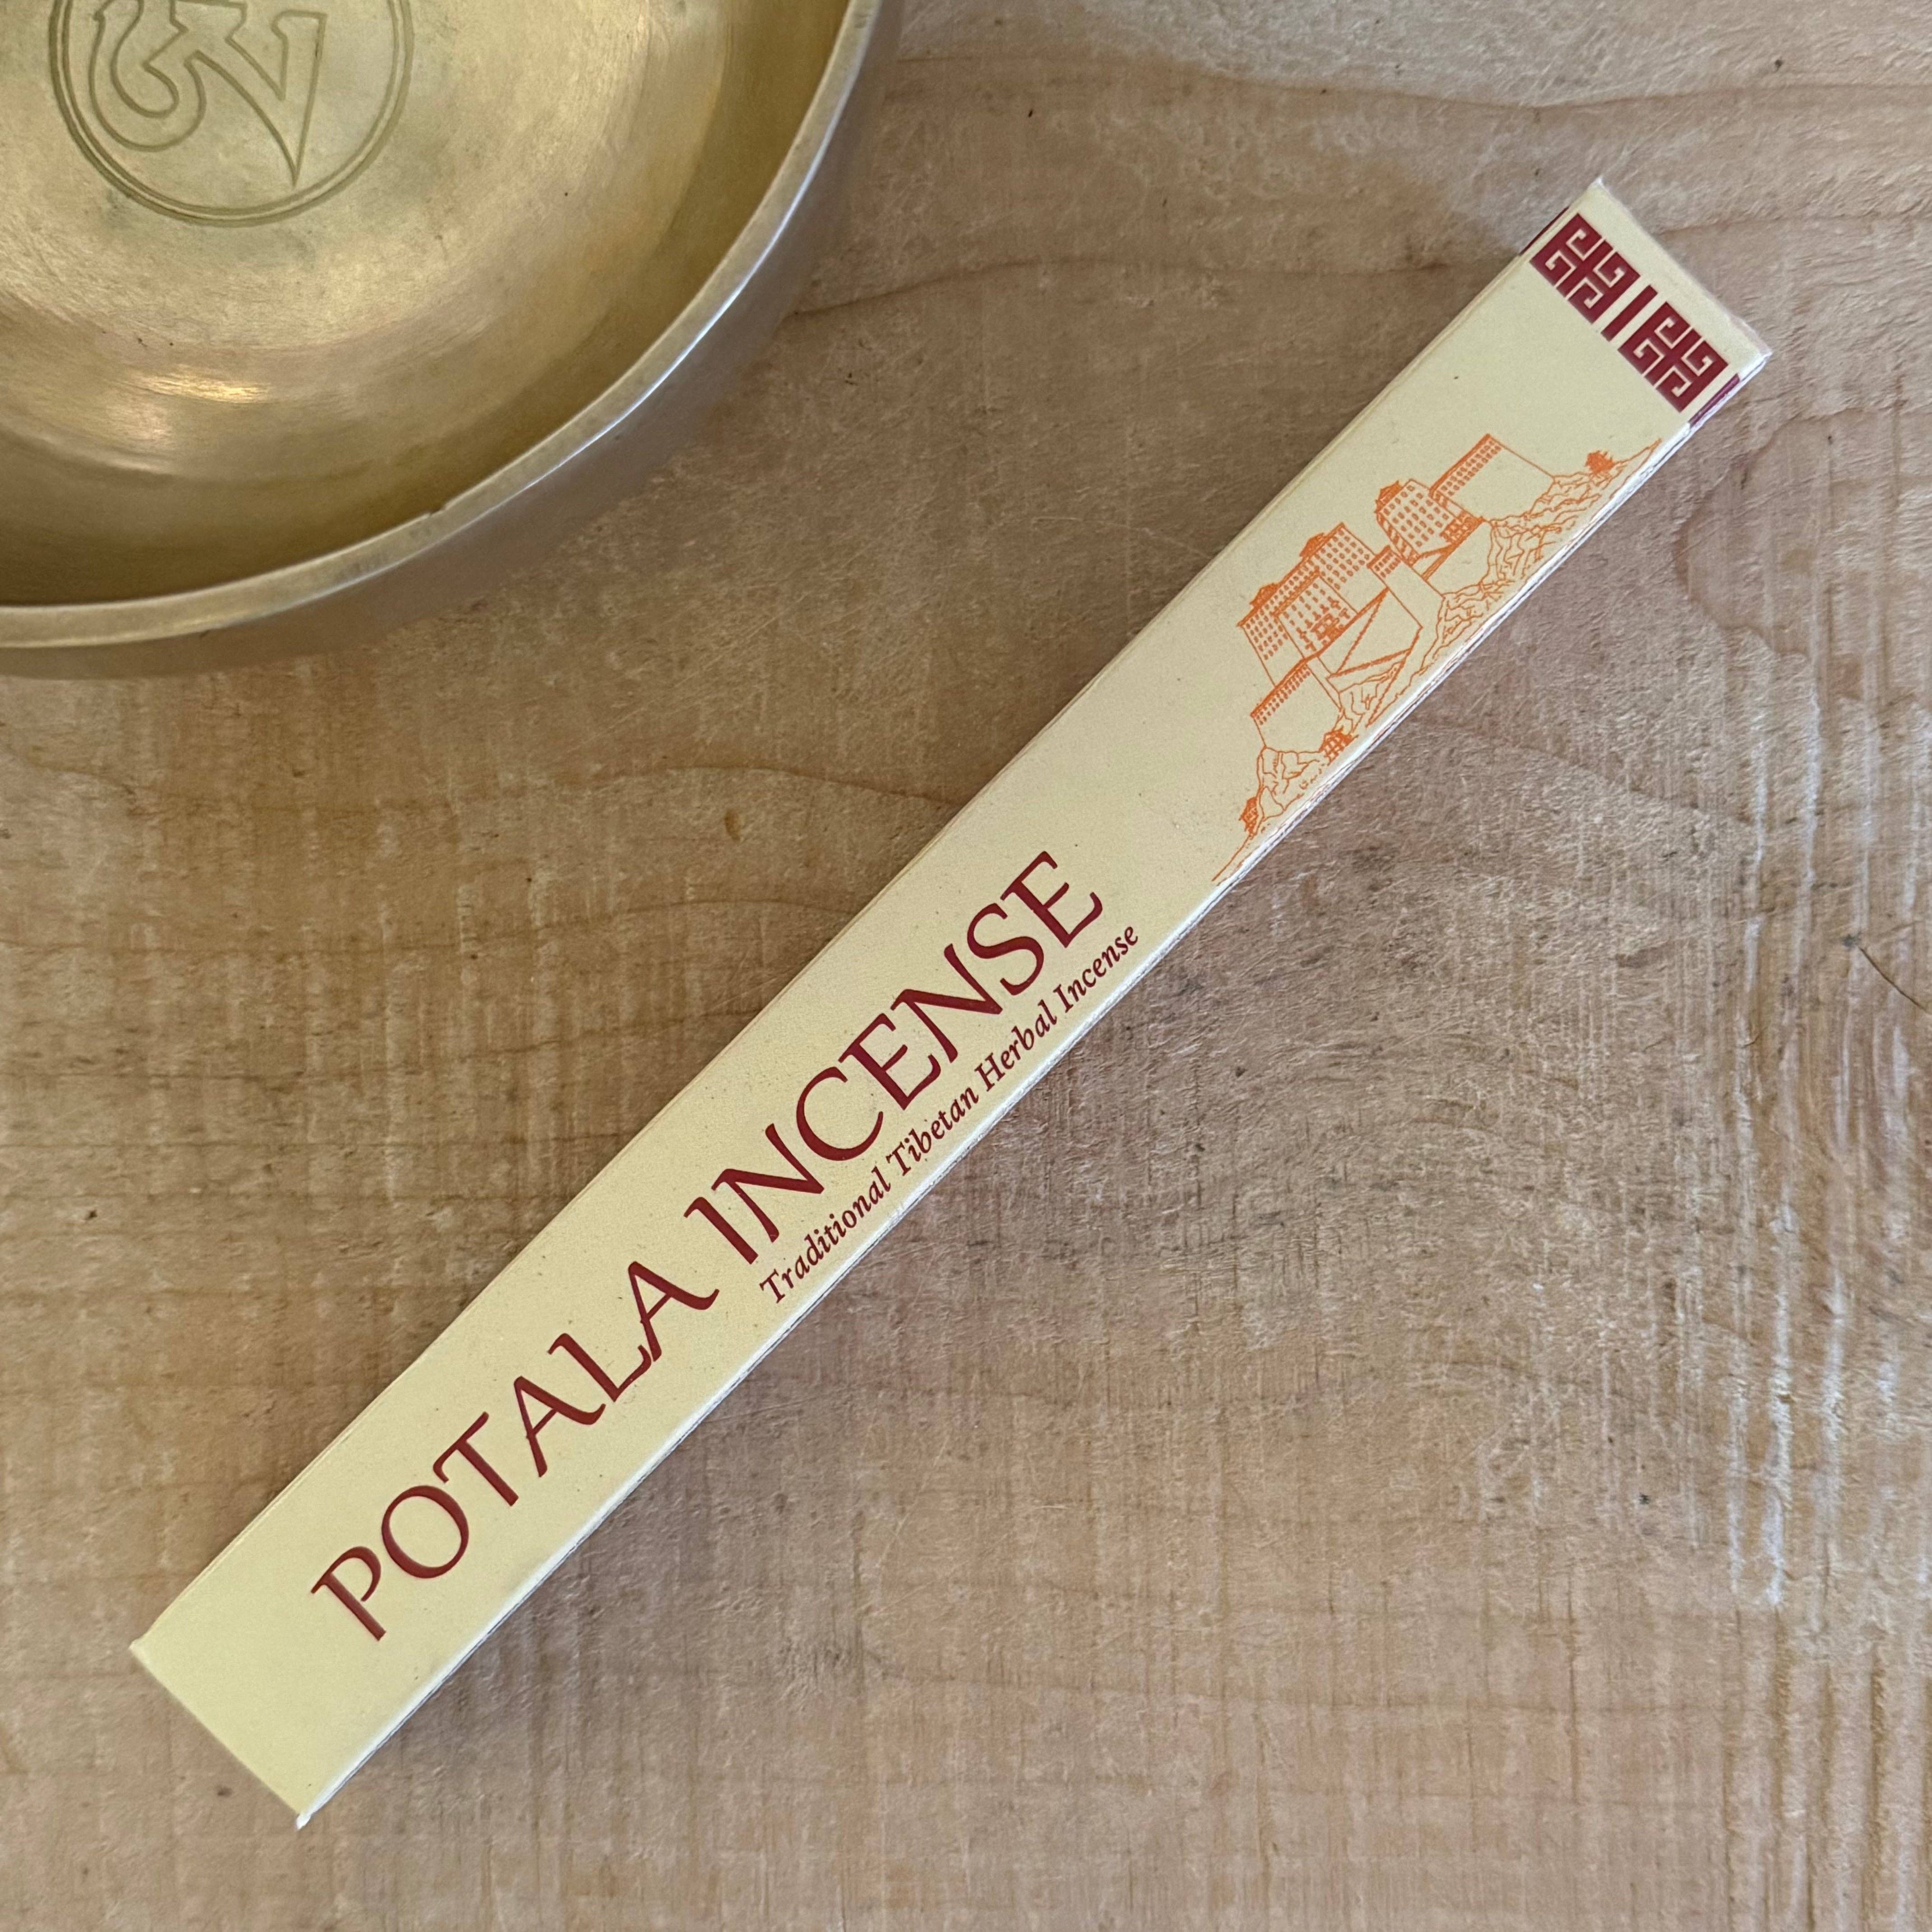 POTALA INCENSE
Traditional Tibetan Herbal Incense